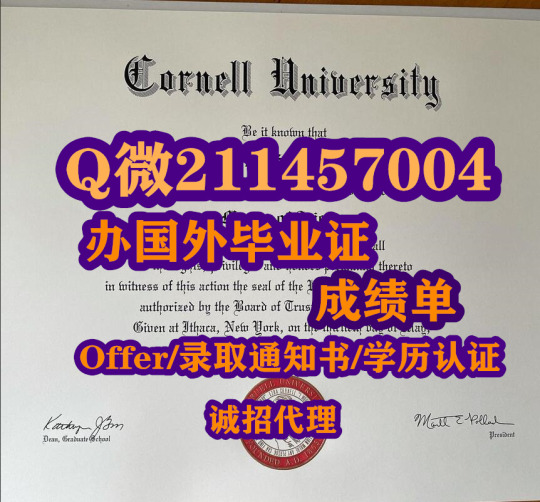 Cornell University
Be it known that
Q微211457004
办国外毕业证
all
thereto
in witness of this action the seal of the
成绩单
authorized by the Board of Trus
Given at Ithaca, New York, on the
Offer/录取通知书/学历认证
诚招代理
Dean, Graduate School
President